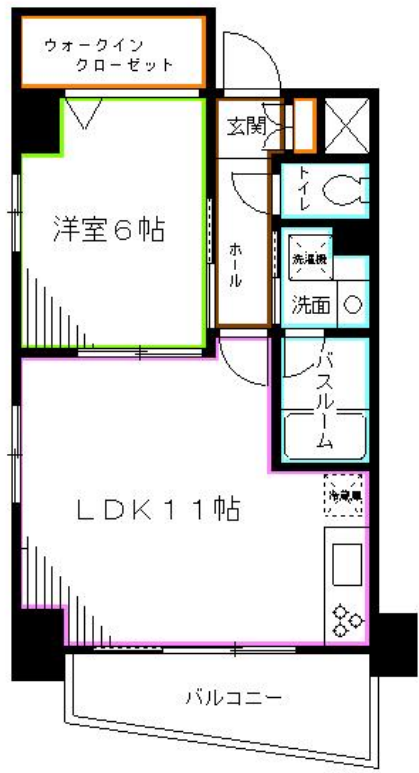 ウォークイン
クローゼット
玄関
トイレ
洋室6帖
ホール
洗濯機
洗面
バスルーム
LDK11帖
冷蔵庫
バルコニー